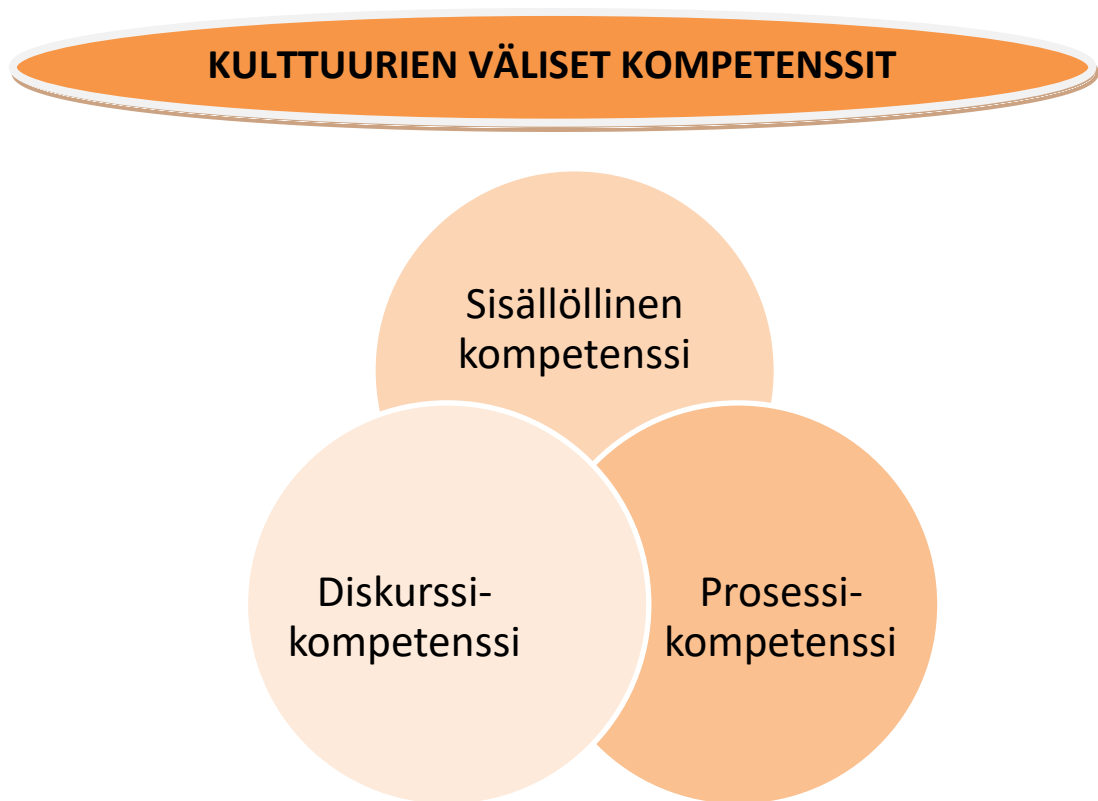 KULTTUURIEN VÄLISET KOMPETENSSIT
Sisällöllinen
kompetenssi
Diskurssi-
kompetenssi
Prosessi-
kompetenssi